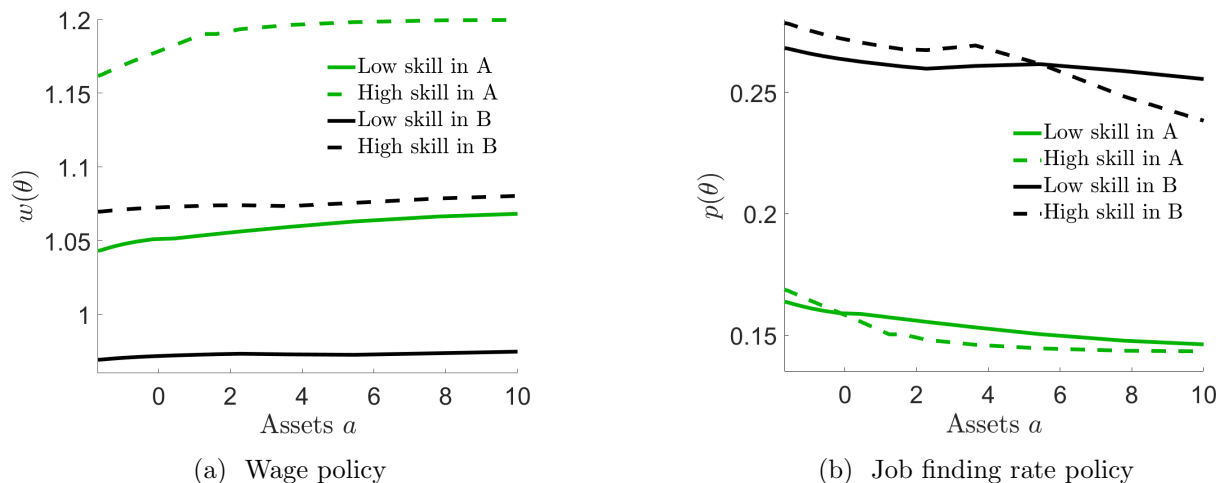 1.2
1.15
1.1
1.05
1
w(θ)
Low skill in A
High skill in A
Low skill in B
High skill in B
0 2 4 6 8 10
Assets a
(a) Wage policy
0.25
0.2
0.15
p(θ)
Low skill in A
High skill in A
Low skill in B
High skill in B
0 2 4 6 8 10
Assets a
(b) Job finding rate policy